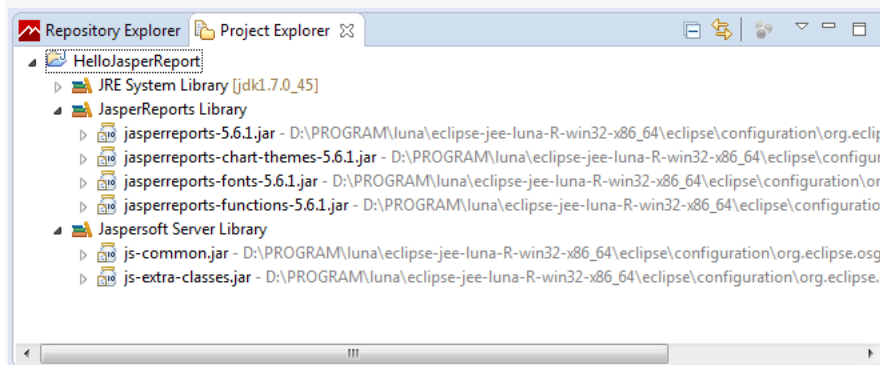 Repository Explorer Project Explorer
HelloJasperReport
JRE System Library [jdk1.7.0_45]
JasperReports Library
jasperreports-5.6.1.jar - D:\PROGRAM\luna\eclipse-jee-luna-R-win32-x86_64\eclipse\configuration\org.eclip
jasperreports-chart-themes-5.6.1.jar - D:\PROGRAM\luna\eclipse-jee-luna-R-win32-x86_64\eclipse\configur
jasperreports-fonts-5.6.1.jar - D:\PROGRAM\luna\eclipse-jee-luna-R-win32-x86_64\eclipse\configuration\or
jasperreports-functions-5.6.1.jar - D:\PROGRAM\luna\eclipse-jee-luna-R-win32-x86_64\eclipse\configuratio
Jaspersoft Server Library
js-common.jar - D:\PROGRAM\luna\eclipse-jee-luna-R-win32-x86_64\eclipse\configuration\org.eclipse.osg
js-extra-classes.jar - D:\PROGRAM\luna\eclipse-jee-luna-R-win32-x86_64\eclipse\configuration\org.eclipse.